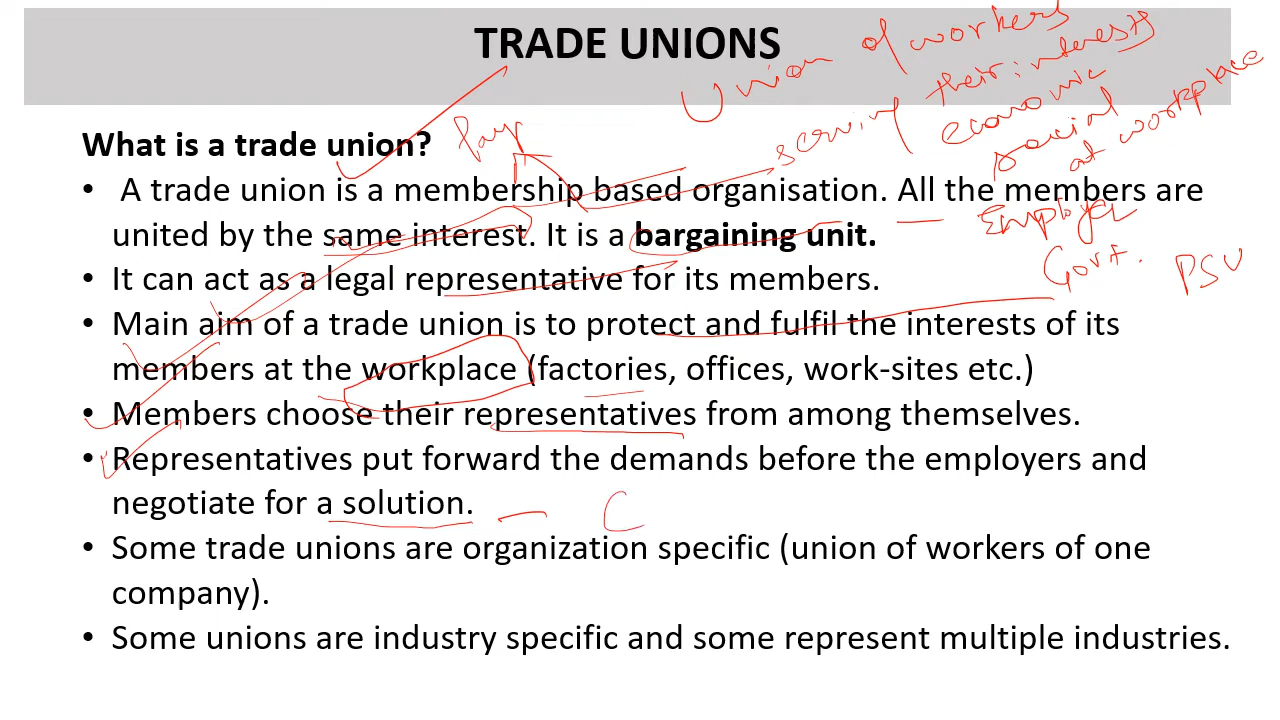 TRADE UNIONS
Union of workers
serving their interests
economic
social
at workplace
What is a trade union?
Pay
• A trade union is a membership based organisation. All the members are
united by the same interest. It is a bargaining unit.
— Employer
Govt.
PSU
• It can act as a legal representative for its members.
• Main aim of a trade union is to protect and fulfil the interests of its
members at the workplace (factories, offices, work-sites etc.)
• Members choose their representatives from among themselves.
• Representatives put forward the demands before the employers and
negotiate for a solution. — C
• Some trade unions are organization specific (union of workers of one
company).
• Some unions are industry specific and some represent multiple industries.